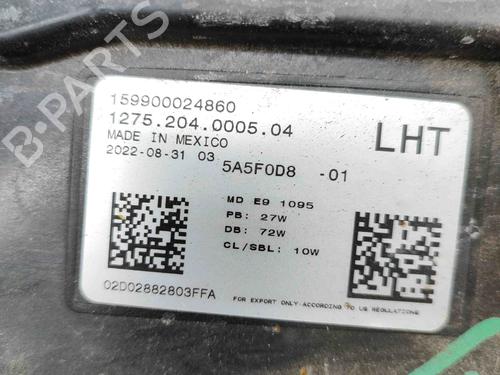 B-PARTS
159900024860
1275.204.0005.04
LHT
MADE IN MEXICO
2022-08-31 03
5A5F0D8 -01
MD E9 1095
PB: 27W
DB: 72W
CL/SBL: 10W
02D02882803FFA
FOR EXPORT ONLY-ACCORDING TO US REGULATIONS